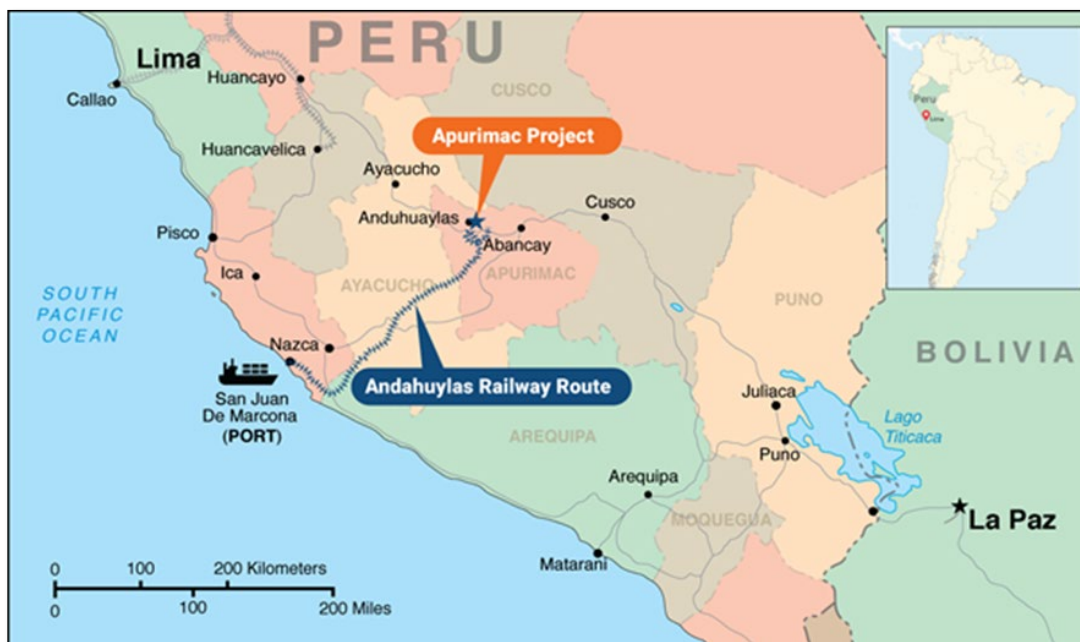 PERU
Lima
Callao
Huancayo
CUSCO
Apurimac Project
Huancavelica
Ayacucho
Anduhuaylas
Cusco
Abancay
Pisco
Ica
APURIMAC
AYACUCHO
PUNO
SOUTH
PACIFIC
OCEAN
Nazca
BOLIVIA
San Juan
De Marcona
(PORT)
Andahuylas Railway Route
Juliaca
Lago
Titicaca
AREQUIPA
Puno
Arequipa
MOQUEGUA
La Paz
Matarani
0 100 200 Kilometers
0 100 200 Miles
Peru
Lima